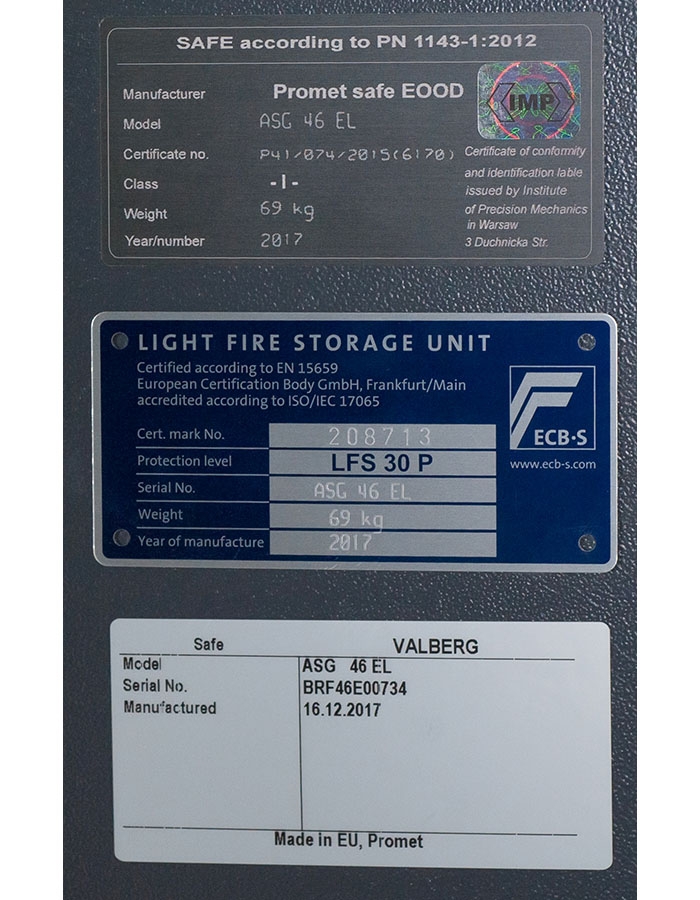 SAFE according to PN 1143-1:2012
Manufacturer Promet safe EOOD
IMP
Model ASG 46 EL
Certificate no. P41/074/2015(6170)
Class -I-
Weight 69 kg
Year/number 2017
Certificate of conformity
and identification lable
issued by Institute
of Precision Mechanics
in Warsaw
3 Duchnicka Str.
LIGHT FIRE STORAGE UNIT
Certified according to EN 15659
European Certification Body GmbH, Frankfurt/Main
accredited according to ISO/IEC 17065
Cert. mark No. 208713
Protection level LFS 30 P
Serial No. ASG 46 EL
Weight 69 kg
Year of manufacture 2017
ECB·S
www.ecb-s.com
Safe VALBERG
Model ASG 46 EL
Serial No. BRF46E00734
Manufactured 16.12.2017
Made in EU, Promet